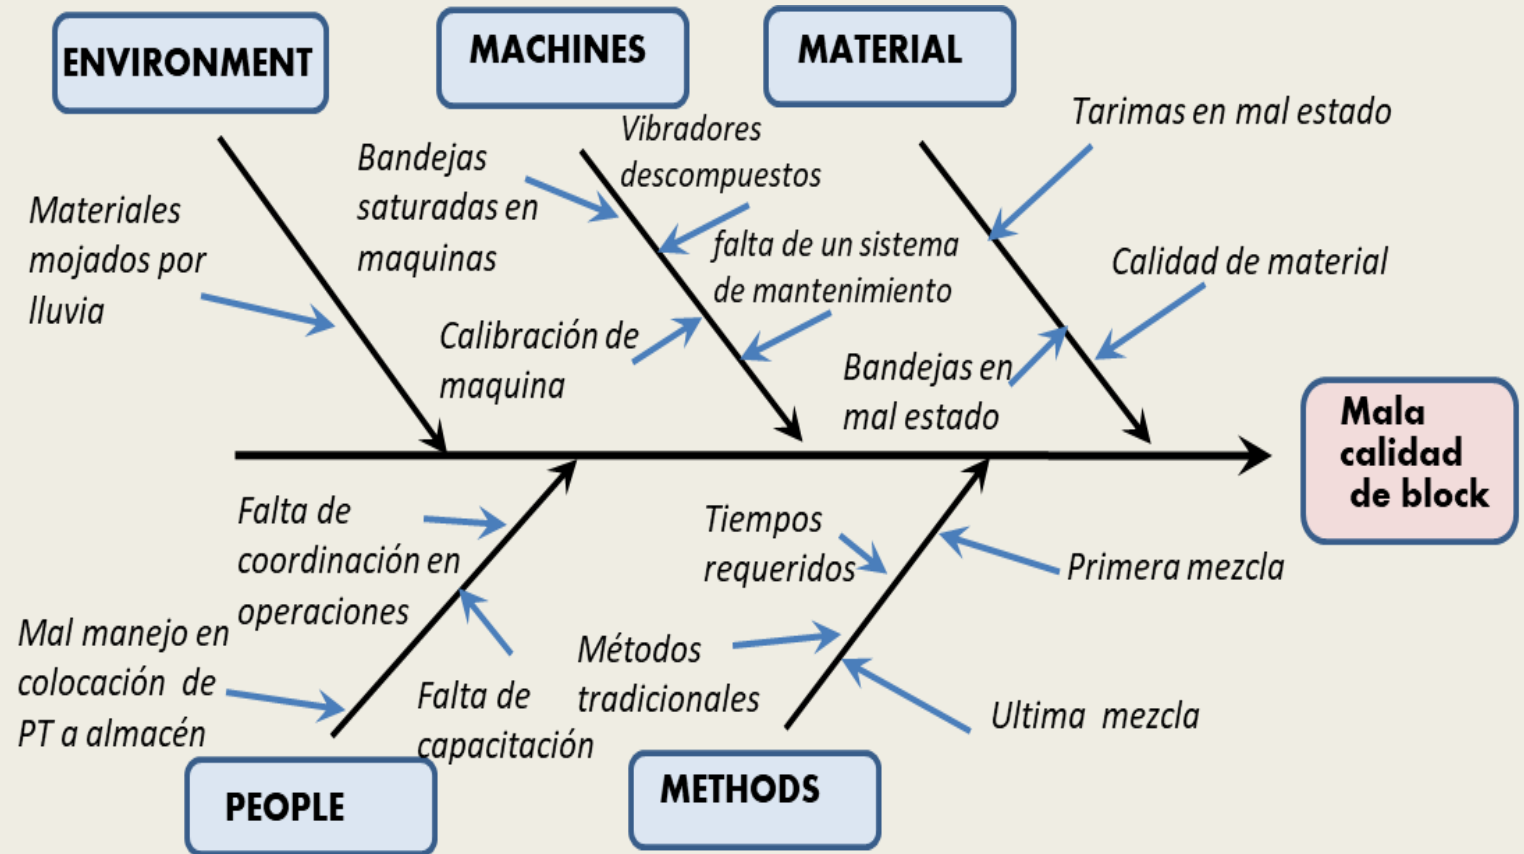 ENVIRONMENT
MACHINES
MATERIAL
Materiales
mojados por
lluvia
Bandejas
saturadas en
maquinas
Vibradores
descompuestos
Calibración de
maquina
falta de un sistema
de mantenimiento
Tarimas en mal estado
Calidad de material
Bandejas en
mal estado
Mala
calidad
de block
Falta de
coordinación en
operaciones
Mal manejo en
colocación de
PT a almacén
Falta de
capacitación
Tiempos
requeridos
Primera mezcla
Métodos
tradicionales
Ultima mezcla
PEOPLE
METHODS